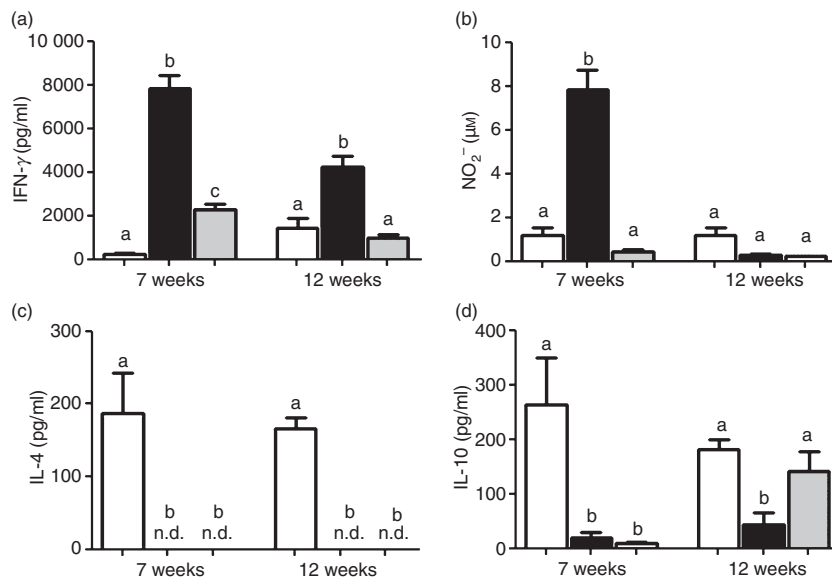 (a)
10 000
8000
6000
4000
2000
0
IFN-γ (pg/ml)
a
b
c
a
b
a
7 weeks
12 weeks
(b)
10
8
6
4
2
0
NO₂⁻ (μM)
a
b
a
a
a
a
7 weeks
12 weeks
(c)
300
200
100
0
IL-4 (pg/ml)
a
b
n.d.
b
n.d.
a
b
n.d.
b
n.d.
7 weeks
12 weeks
(d)
400
300
200
100
0
IL-10 (pg/ml)
a
b
b
a
b
a
7 weeks
12 weeks